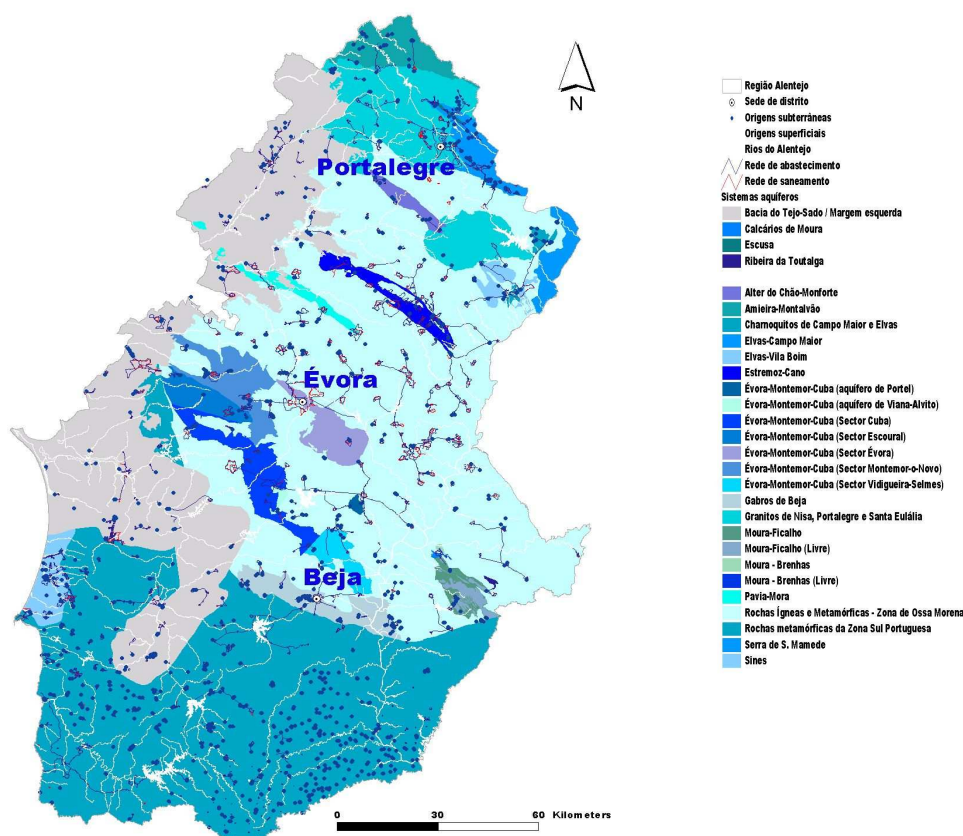 N
Portalegre
Évora
Beja
0 30 60 Kilometers
Região Alentejo
Sede de distrito
Origens subterrâneas
Origens superficiais
Rios do Alentejo
Rede de abastecimento
Rede de saneamento
Sistemas aquíferos
Bacia do Tejo-Sado / Margem esquerda
Calcários de Moura
Escusa
Ribeira da Toutalga
Alter do Chão-Monforte
Amieira-Montalvão
Charnoquitos de Campo Maior e Elvas
Elvas-Campo Maior
Elvas-Vila Boim
Estremoz-Cano
Évora-Montemor-Cuba (aquífero de Portel)
Évora-Montemor-Cuba (aquífero de Viana-Alvito)
Évora-Montemor-Cuba (Sector Cuba)
Évora-Montemor-Cuba (Sector Escoural)
Évora-Montemor-Cuba (Sector Évora)
Évora-Montemor-Cuba (Sector Montemor-o-Novo)
Évora-Montemor-Cuba (Sector Vidigueira-Selmes)
Gabros de Beja
Granitos de Nisa, Portalegre e Santa Eulália
Moura-Ficalho
Moura-Ficalho (Livre)
Moura - Brenhas
Moura - Brenhas (Livre)
Pavia-Mora
Rochas Ígneas e Metamórficas - Zona de Ossa Morena
Rochas metamórficas da Zona Sul Portuguesa
Serra de S. Mamede
Sines